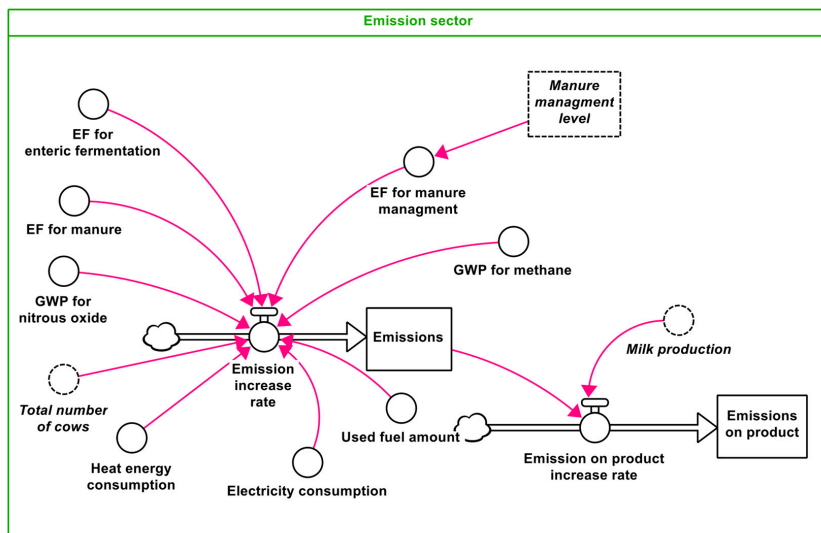 Emission sector
Manure
managment
level
EF for
enteric fermentation
EF for manure
managment
EF for manure
GWP for methane
GWP for
nitrous oxide
Emissions
Milk production
Emission
increase
rate
Total number
of cows
Used fuel amount
Emissions
on product
Heat energy
consumption
Electricity consumption
Emission on product
increase rate